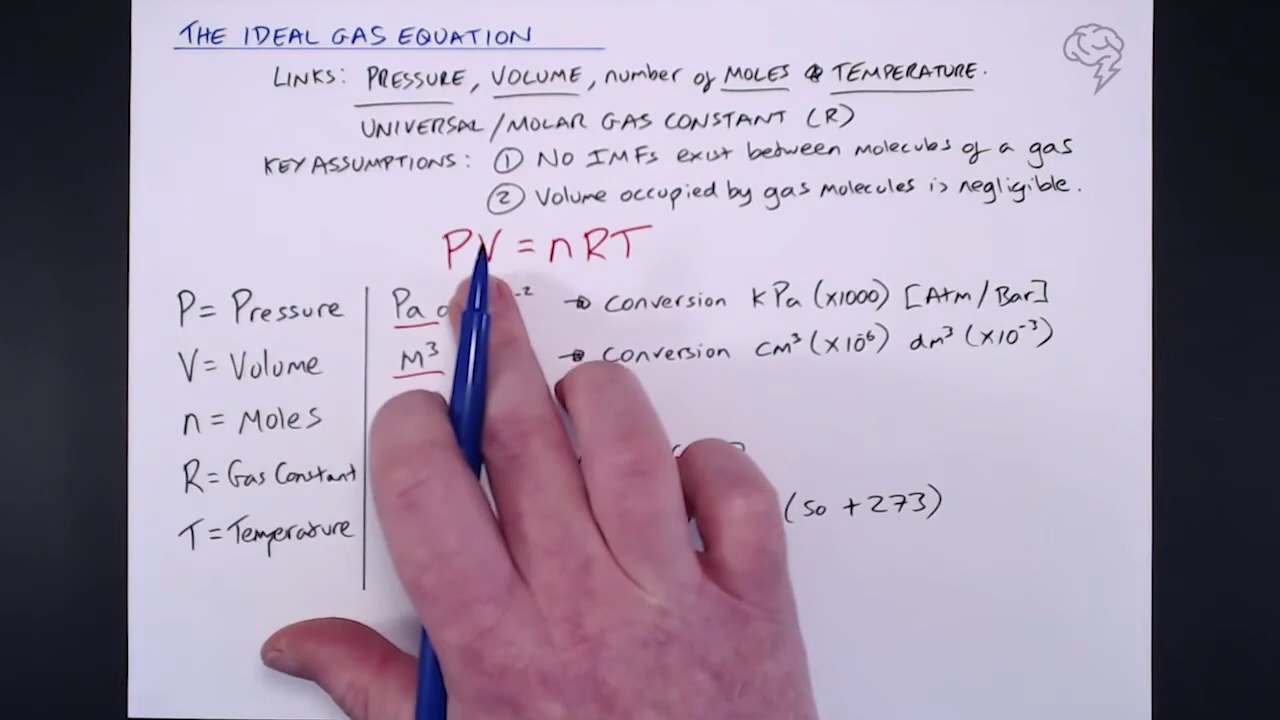 THE IDEAL GAS EQUATION
LINKS: PRESSURE, VOLUME, number of MOLES & TEMPERATURE.
UNIVERSAL/MOLAR GAS CONSTANT (R)
KEY ASSUMPTIONS: ① NO IMFs exist between molecules of a gas
② Volume occupied by gas molecules is negligible.
PV = nRT
P = Pressure Pa → conversion kPa (x1000) [Atm/Bar]
V = Volume M³ → conversion cm³ (x10⁻⁶) dm³ (x10⁻³)
n = Moles
R = Gas Constant
T = Temperature (50 + 273)